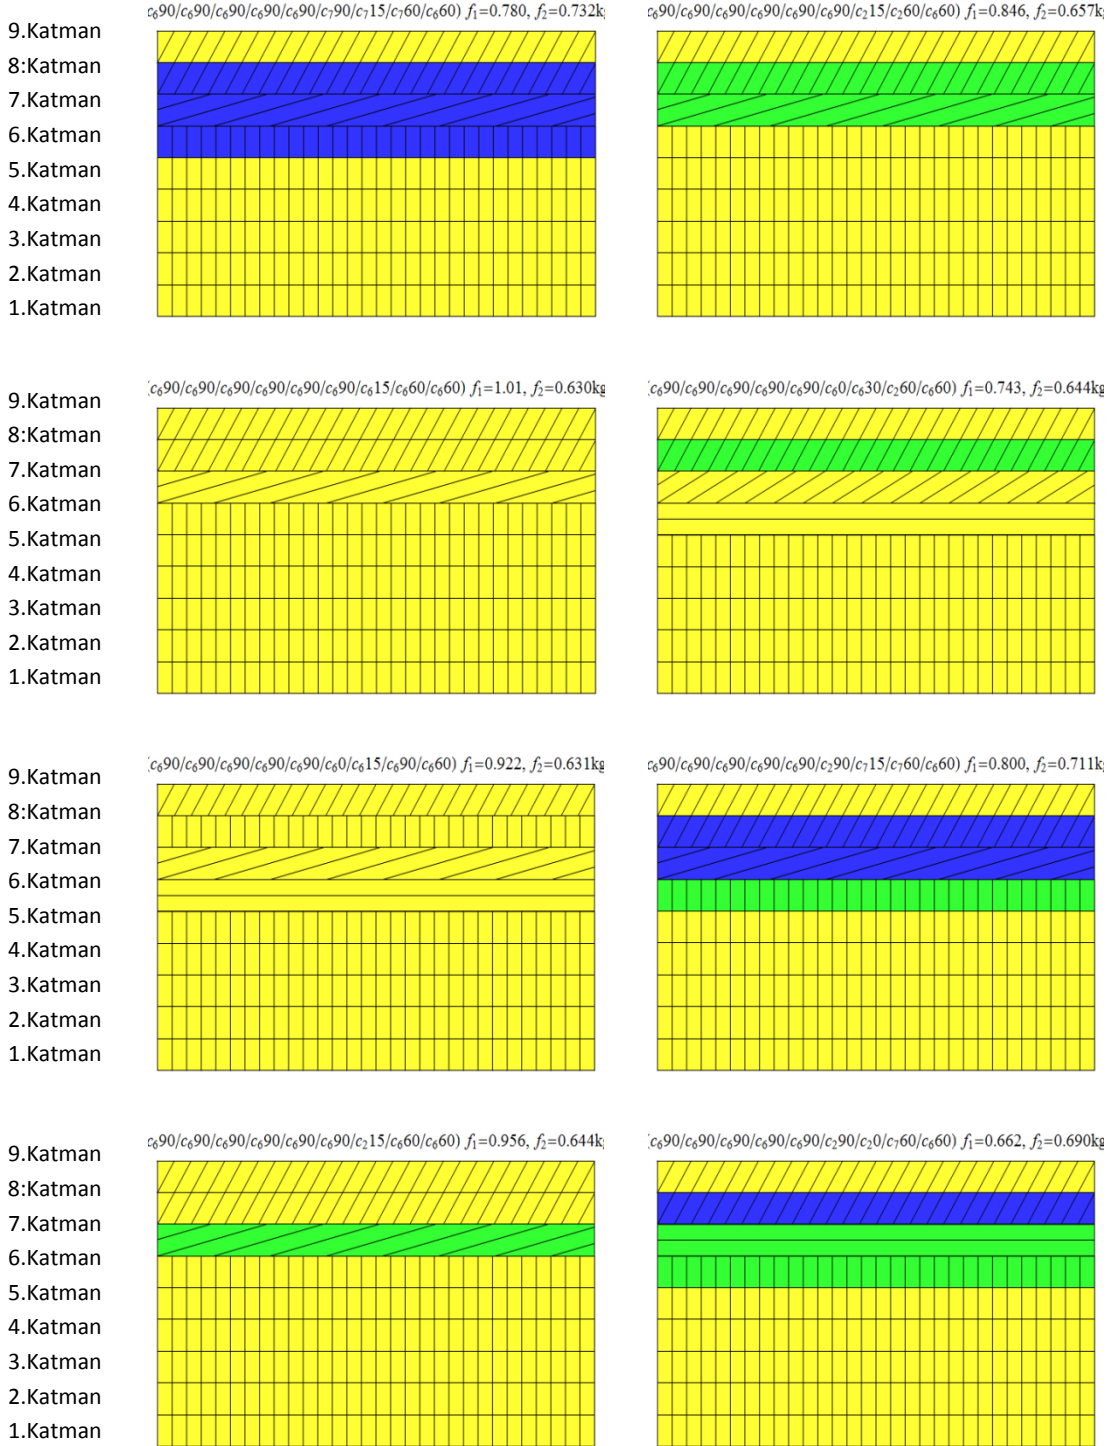 c₆90/c₆90/c₆90/c₆90/c₆90/c₇90/c₇15/c₇60/c₆60) f₁=0.780, f₂=0.732kg
c₆90/c₆90/c₆90/c₆90/c₆90/c₆90/c₂15/c₂60/c₆60) f₁=0.846, f₂=0.657kg
9.Katman
8:Katman
7.Katman
6.Katman
5.Katman
4.Katman
3.Katman
2.Katman
1.Katman
(c₆90/c₆90/c₆90/c₆90/c₆90/c₆90/c₆15/c₆60/c₆60) f₁=1.01, f₂=0.630kg
(c₆90/c₆90/c₆90/c₆90/c₆90/c₆0/c₆30/c₂60/c₆60) f₁=0.743, f₂=0.644kg
9.Katman
8:Katman
7.Katman
6.Katman
5.Katman
4.Katman
3.Katman
2.Katman
1.Katman
(c₆90/c₆90/c₆90/c₆90/c₆90/c₆0/c₆15/c₆90/c₆60) f₁=0.922, f₂=0.631kg
c₆90/c₆90/c₆90/c₆90/c₆90/c₂90/c₇15/c₇60/c₆60) f₁=0.800, f₂=0.711kg
9.Katman
8:Katman
7.Katman
6.Katman
5.Katman
4.Katman
3.Katman
2.Katman
1.Katman
c₆90/c₆90/c₆90/c₆90/c₆90/c₆90/c₂15/c₆60/c₆60) f₁=0.956, f₂=0.644kg
(c₆90/c₆90/c₆90/c₆90/c₆90/c₂90/c₂0/c₇60/c₆60) f₁=0.662, f₂=0.690kg
9.Katman
8:Katman
7.Katman
6.Katman
5.Katman
4.Katman
3.Katman
2.Katman
1.Katman